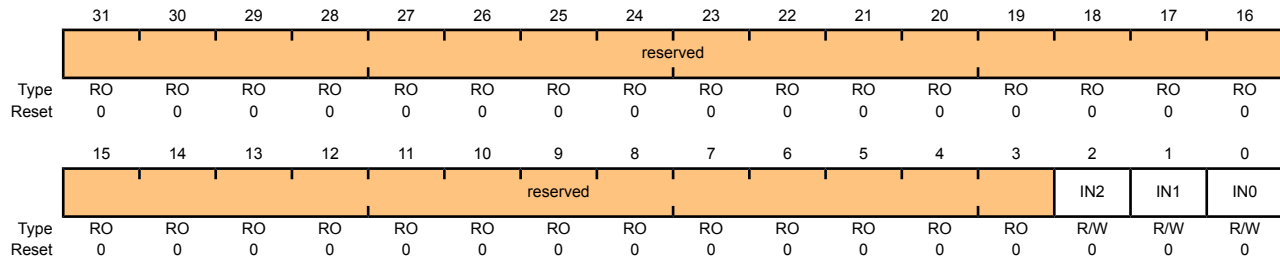 31 30 29 28 27 26 25 24 23 22 21 20 19 18 17 16
reserved
Type RO RO RO RO RO RO RO RO RO RO RO RO RO RO RO RO
Reset 0 0 0 0 0 0 0 0 0 0 0 0 0 0 0 0
15 14 13 12 11 10 9 8 7 6 5 4 3 2 1 0
reserved IN2 IN1 IN0
Type RO RO RO RO RO RO RO RO RO RO RO RO RO R/W R/W R/W
Reset 0 0 0 0 0 0 0 0 0 0 0 0 0 0 0 0